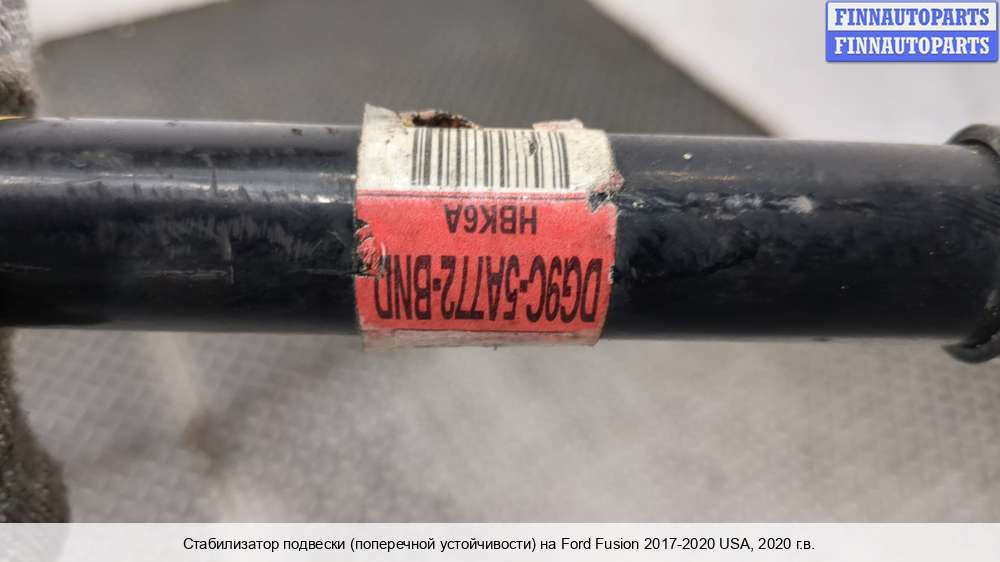 FINNAUTOPARTS
FINNAUTOPARTS
DG9C-5A772-BND
HBK6A
Стабилизатор подвески (поперечной устойчивости) на Ford Fusion 2017-2020 USA, 2020 г.в.